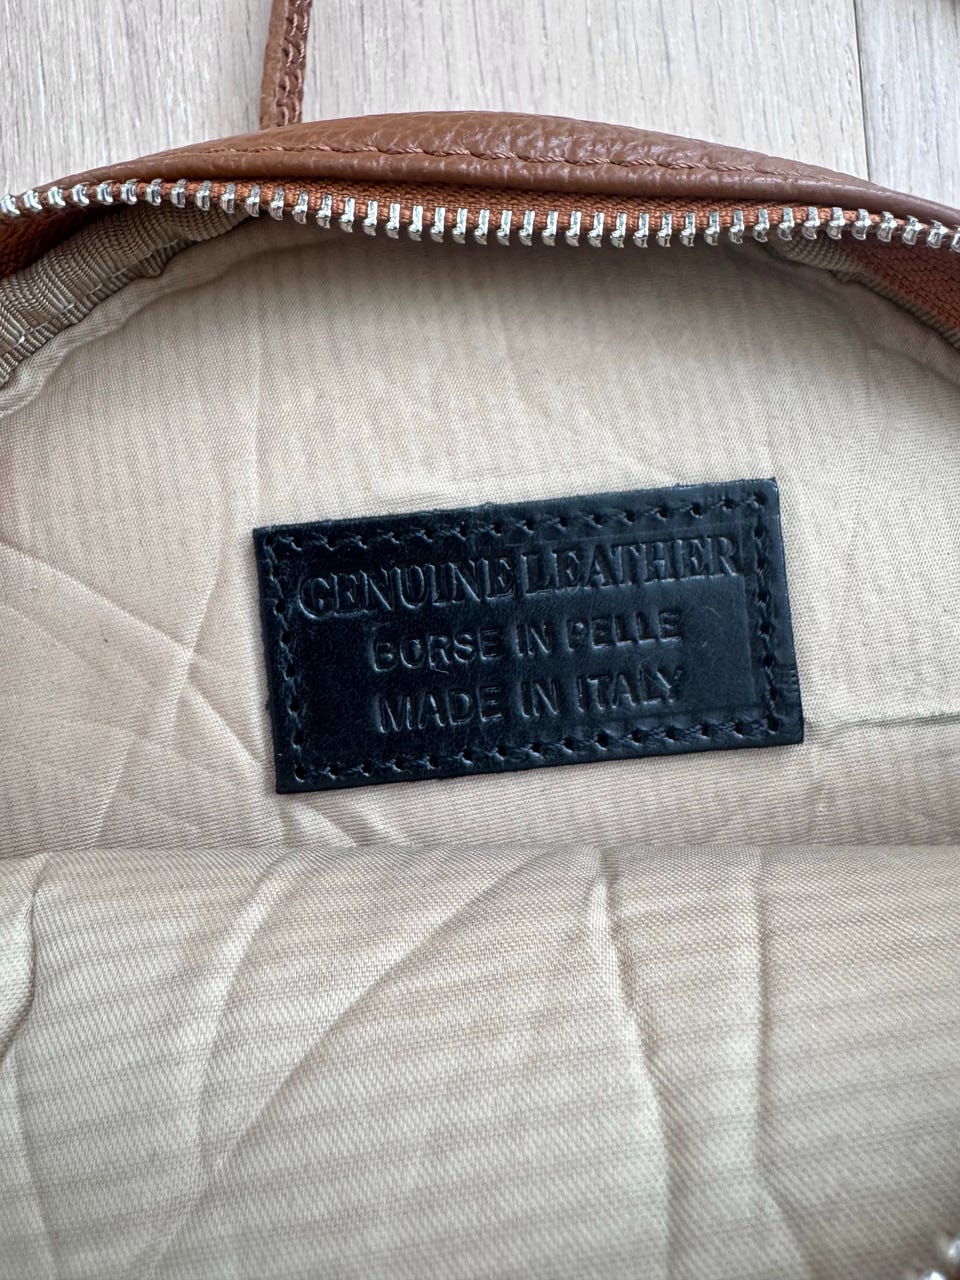 GENUINE LEATHER
BORSE IN PELLE
MADE IN ITALY